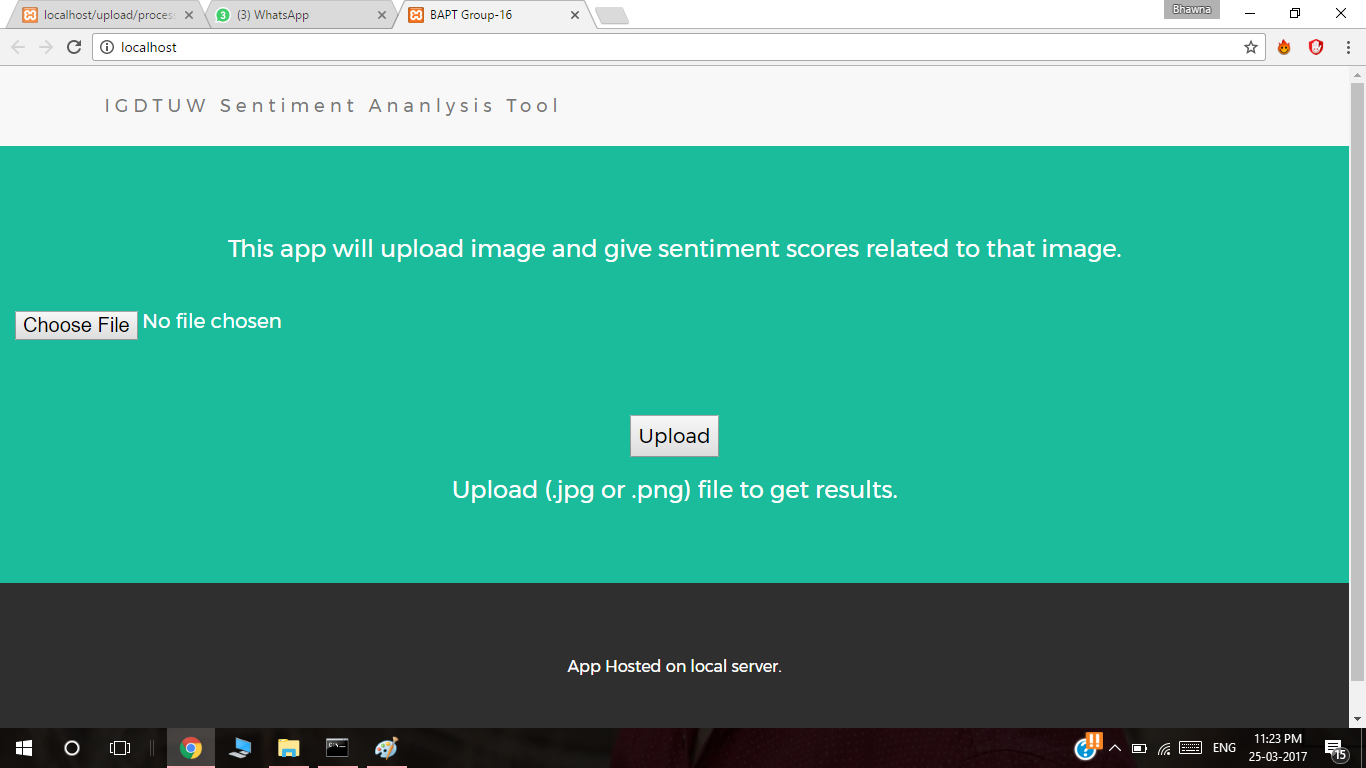 localhost/upload/process
3 (3) WhatsApp
BAPT Group-16
Bhawna
localhost
IGDTUW Sentiment Ananlysis Tool
This app will upload image and give sentiment scores related to that image.
Choose File No file chosen
Upload
Upload (.jpg or .png) file to get results.
App Hosted on local server.
ENG
11:23 PM
25-03-2017
15